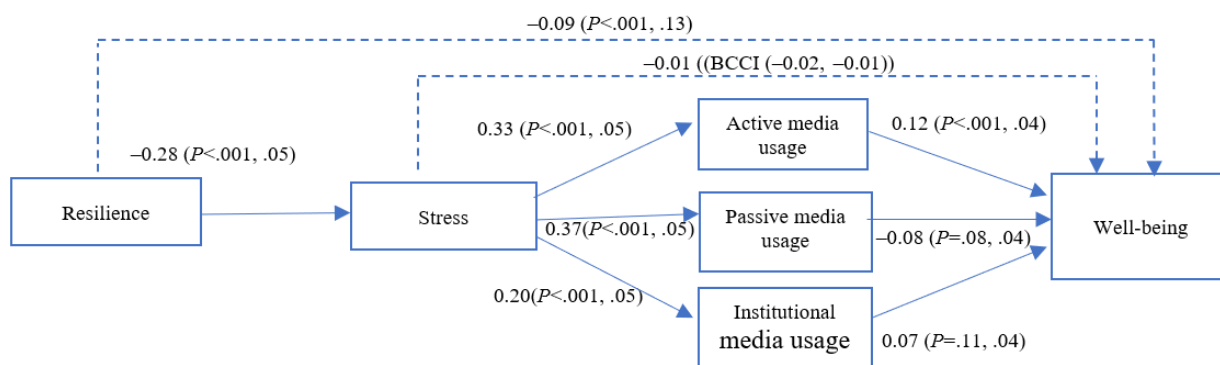 –0.09 (P<.001, .13)
–0.01 ((BCCI (–0.02, –0.01))
0.33 (P<.001, .05)
Active media
usage
0.12 (P<.001, .04)
–0.28 (P<.001, .05)
Resilience
Stress
0.37(P<.001, .05)
Passive media
usage
–0.08 (P=.08, .04)
Well-being
0.20(P<.001, .05)
Institutional
media usage
0.07 (P=.11, .04)